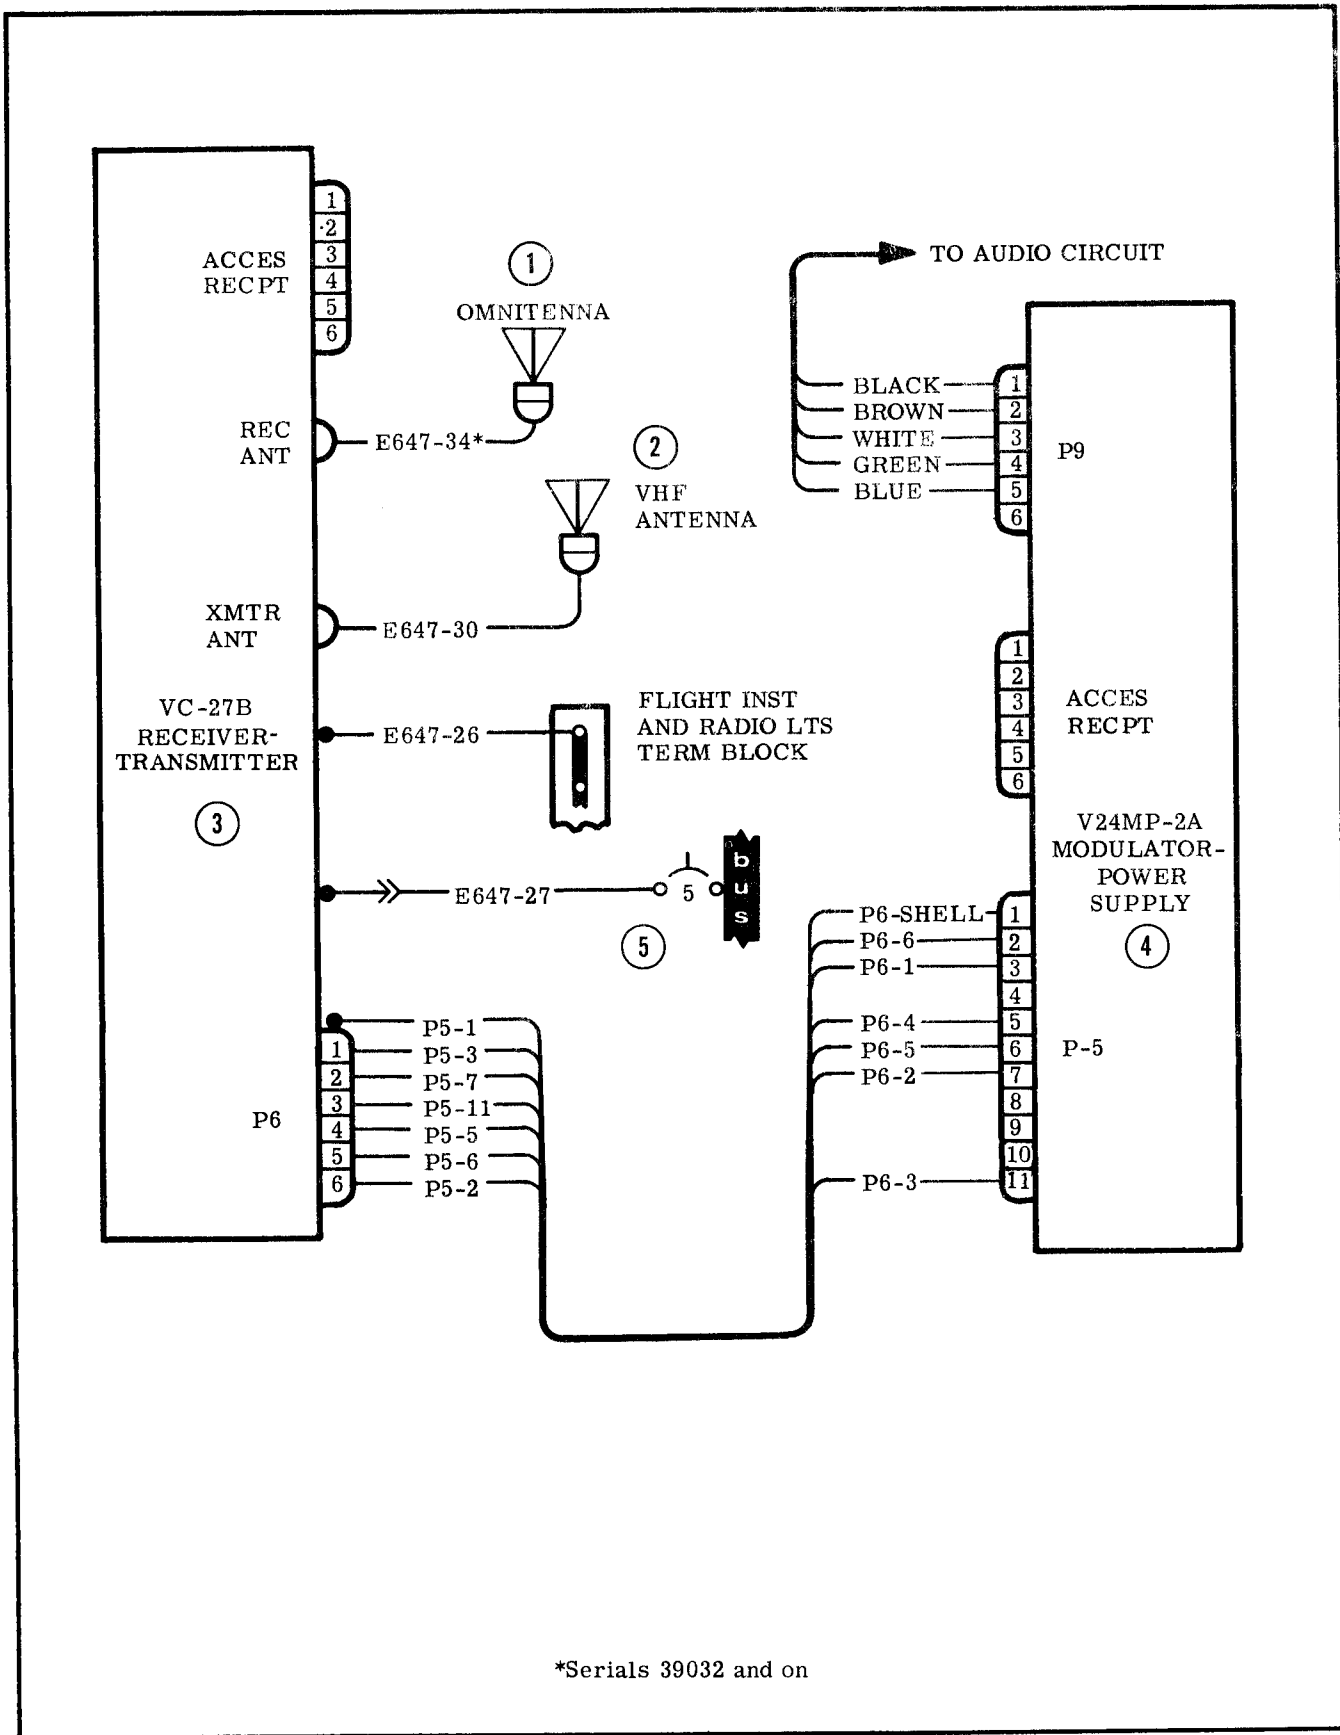 ACCES
RECPT
1
2
3
4
5
6
1
OMNITENNA
REC
ANT
E647-34*
2
VHF
ANTENNA
XMTR
ANT
E647-30
VC-27B
RECEIVER-
TRANSMITTER
3
E647-26
FLIGHT INST
AND RADIO LTS
TERM BLOCK
E647-27
5
bus
5
P6
1
2
3
4
5
6
P5-1
P5-3
P5-7
P5-11
P5-5
P5-6
P5-2
TO AUDIO CIRCUIT
BLACK
BROWN
WHITE
GREEN
BLUE
1
2
3
4
5
6
P9
1
2
3
4
5
6
ACCES
RECPT
V24MP-2A
MODULATOR-
POWER
SUPPLY
4
P6-SHELL
P6-6
P6-1
P6-4
P6-5
P6-2
P6-3
1
2
3
4
5
6
7
8
9
10
11
P-5
*Serials 39032 and on